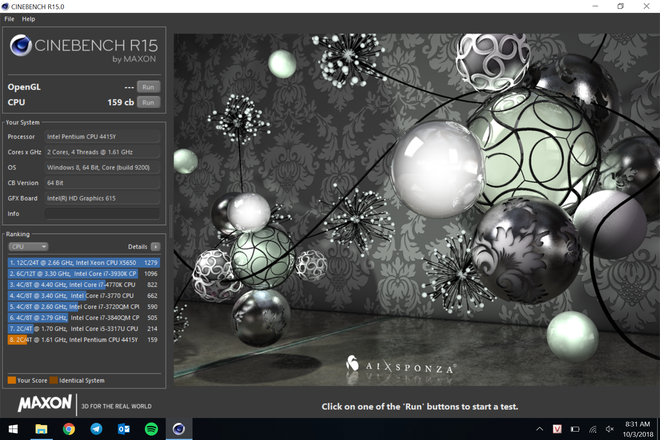 CINEBENCH R15.0
File Help
CINEBENCH R15
by MAXON
OpenGL --- Run
CPU 159 cb Run
Your System
Processor Intel Pentium CPU 4415Y
Cores x GHz 2 Cores, 4 Threads @ 1.61 GHz
OS Windows 8, 64 Bit, Core (build 9200)
CB Version 64 Bit
GFX Board Intel(R) HD Graphics 615
Info
Ranking
CPU Details
1. 12C/24T @ 2.66 GHz, Intel Xeon CPU X5650 1279
2. 6C/12T @ 3.30 GHz, Intel Core i7-3930K CP 1096
3. 4C/8T @ 4.40 GHz, Intel Core i7-4770K CPU 822
4. 4C/8T @ 3.40 GHz, Intel Core i7-3770 CPU 662
5. 4C/8T @ 2.60 GHz, Intel Core i7-3720QM CPI 590
6. 4C/8T @ 2.79 GHz, Intel Core i7-3840QM CP 505
7. 2C/4T @ 1.70 GHz, Intel Core i5-3317U CPU 214
8. 2C/4T @ 1.61 GHz, Intel Pentium CPU 4415Y 159
Your Score Identical System
MAXON 3D FOR THE REAL WORLD
AIXSPONZA
Click on one of the 'Run' buttons to start a test.
V
8:31 AM
10/3/2018